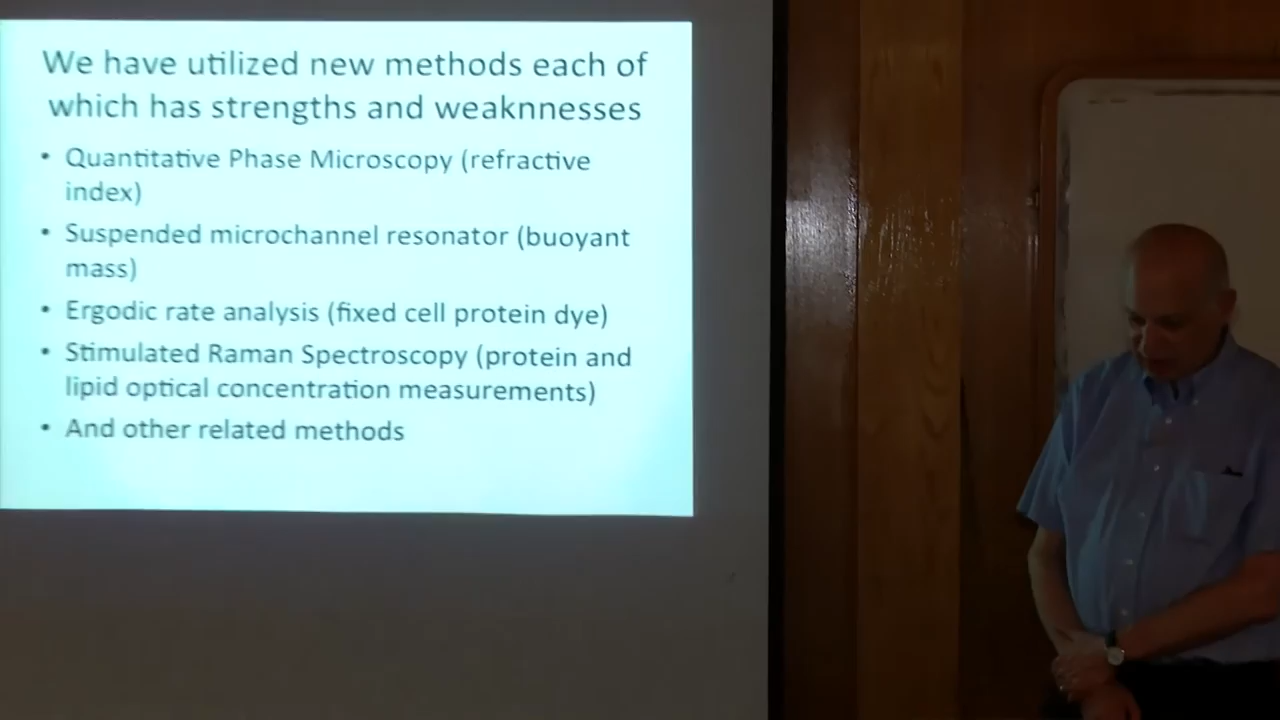 We have utilized new methods each of
which has strengths and weaknnesses
• Quantitative Phase Microscopy (refractive
index)
• Suspended microchannel resonator (buoyant
mass)
• Ergodic rate analysis (fixed cell protein dye)
• Stimulated Raman Spectroscopy (protein and
lipid optical concentration measurements)
• And other related methods